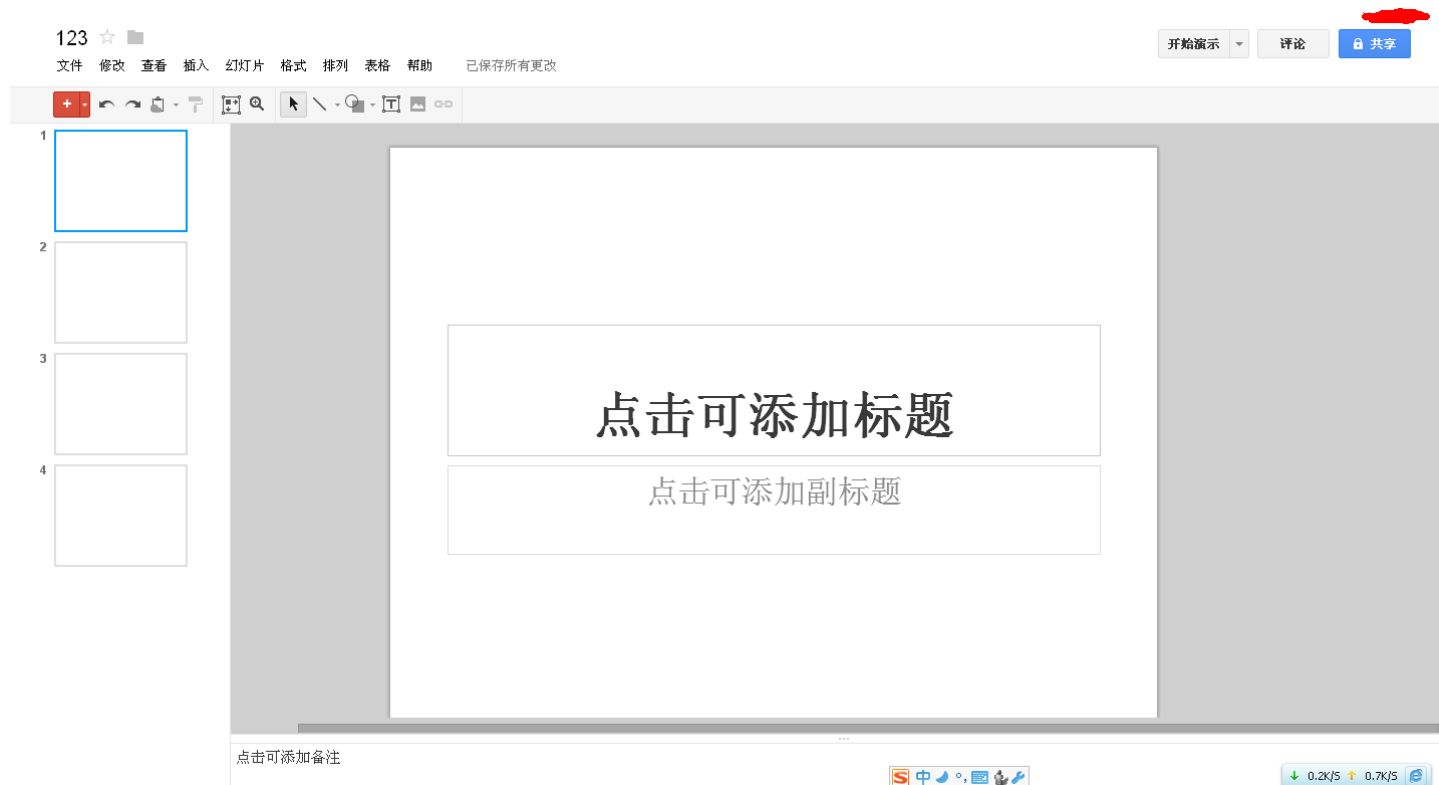 123
开始演示
评论
共享
文件 修改 查看 插入 幻灯片 格式 排列 表格 帮助 已保存所有更改
1
2
3
4
点击可添加标题
点击可添加副标题
点击可添加备注
中
0.2K/S 0.7K/S